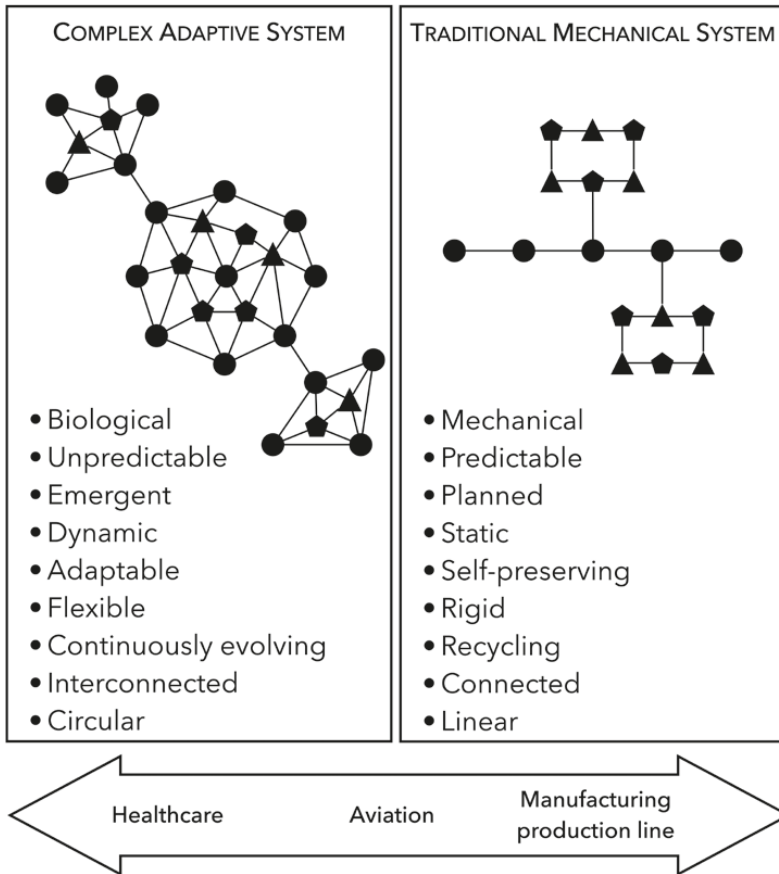 COMPLEX ADAPTIVE SYSTEM
• Biological
• Unpredictable
• Emergent
• Dynamic
• Adaptable
• Flexible
• Continuously evolving
• Interconnected
• Circular
TRADITIONAL MECHANICAL SYSTEM
• Mechanical
• Predictable
• Planned
• Static
• Self-preserving
• Rigid
• Recycling
• Connected
• Linear
Healthcare
Aviation
Manufacturing
production line